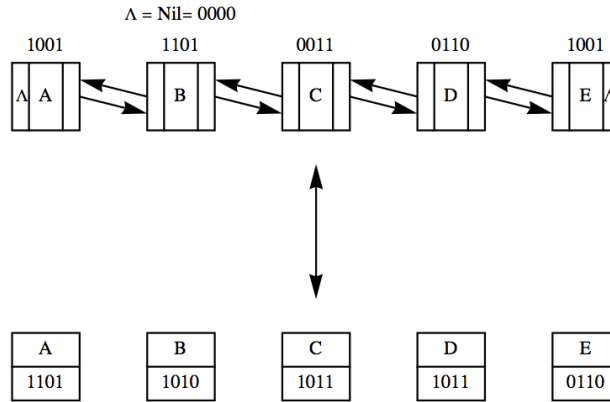 Λ = Nil= 0000
1001 1101 0011 0110 1001
Λ A B C D E Λ
A B C D E
1101 1010 1011 1011 0110